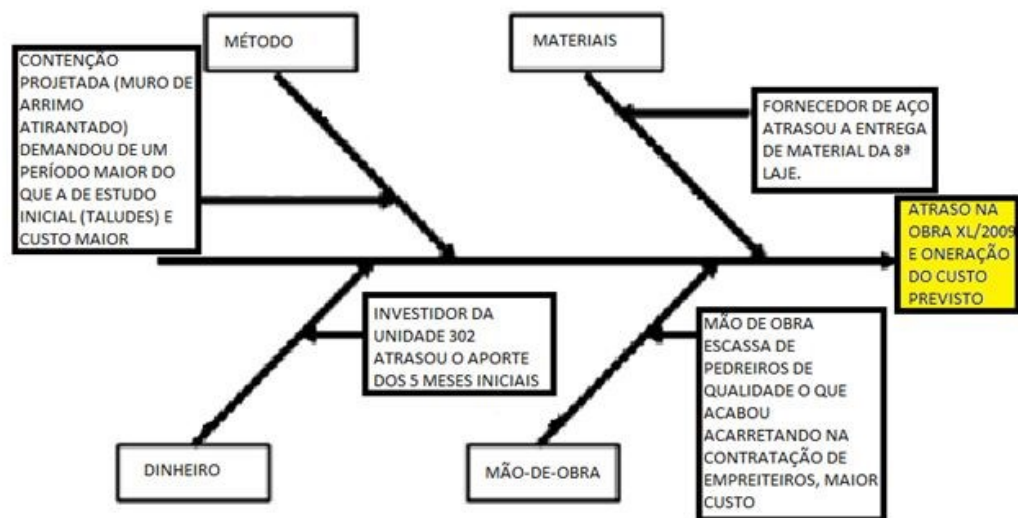 MÉTODO
MATERIAIS
CONTENÇÃO
PROJETADA (MURO DE
ARRIMO
ATIRANTADO)
DEMANDOU DE UM
PERÍODO MAIOR DO
QUE A DE ESTUDO
INICIAL (TALUDES) E
CUSTO MAIOR
FORNECEDOR DE AÇO
ATRASOU A ENTREGA
DE MATERIAL DA 8ª
LAJE.
ATRASO NA
OBRA XL/2009
E ONERAÇÃO
DO CUSTO
PREVISTO
INVESTIDOR DA
UNIDADE 302
ATRASOU O APORTE
DOS 5 MESES INICIAIS
MÃO DE OBRA
ESCASSA DE
PEDREIROS DE
QUALIDADE O QUE
ACABOU
ACARRETANDO NA
CONTRATAÇÃO DE
EMPREITEIROS, MAIOR
CUSTO
DINHEIRO
MÃO-DE-OBRA